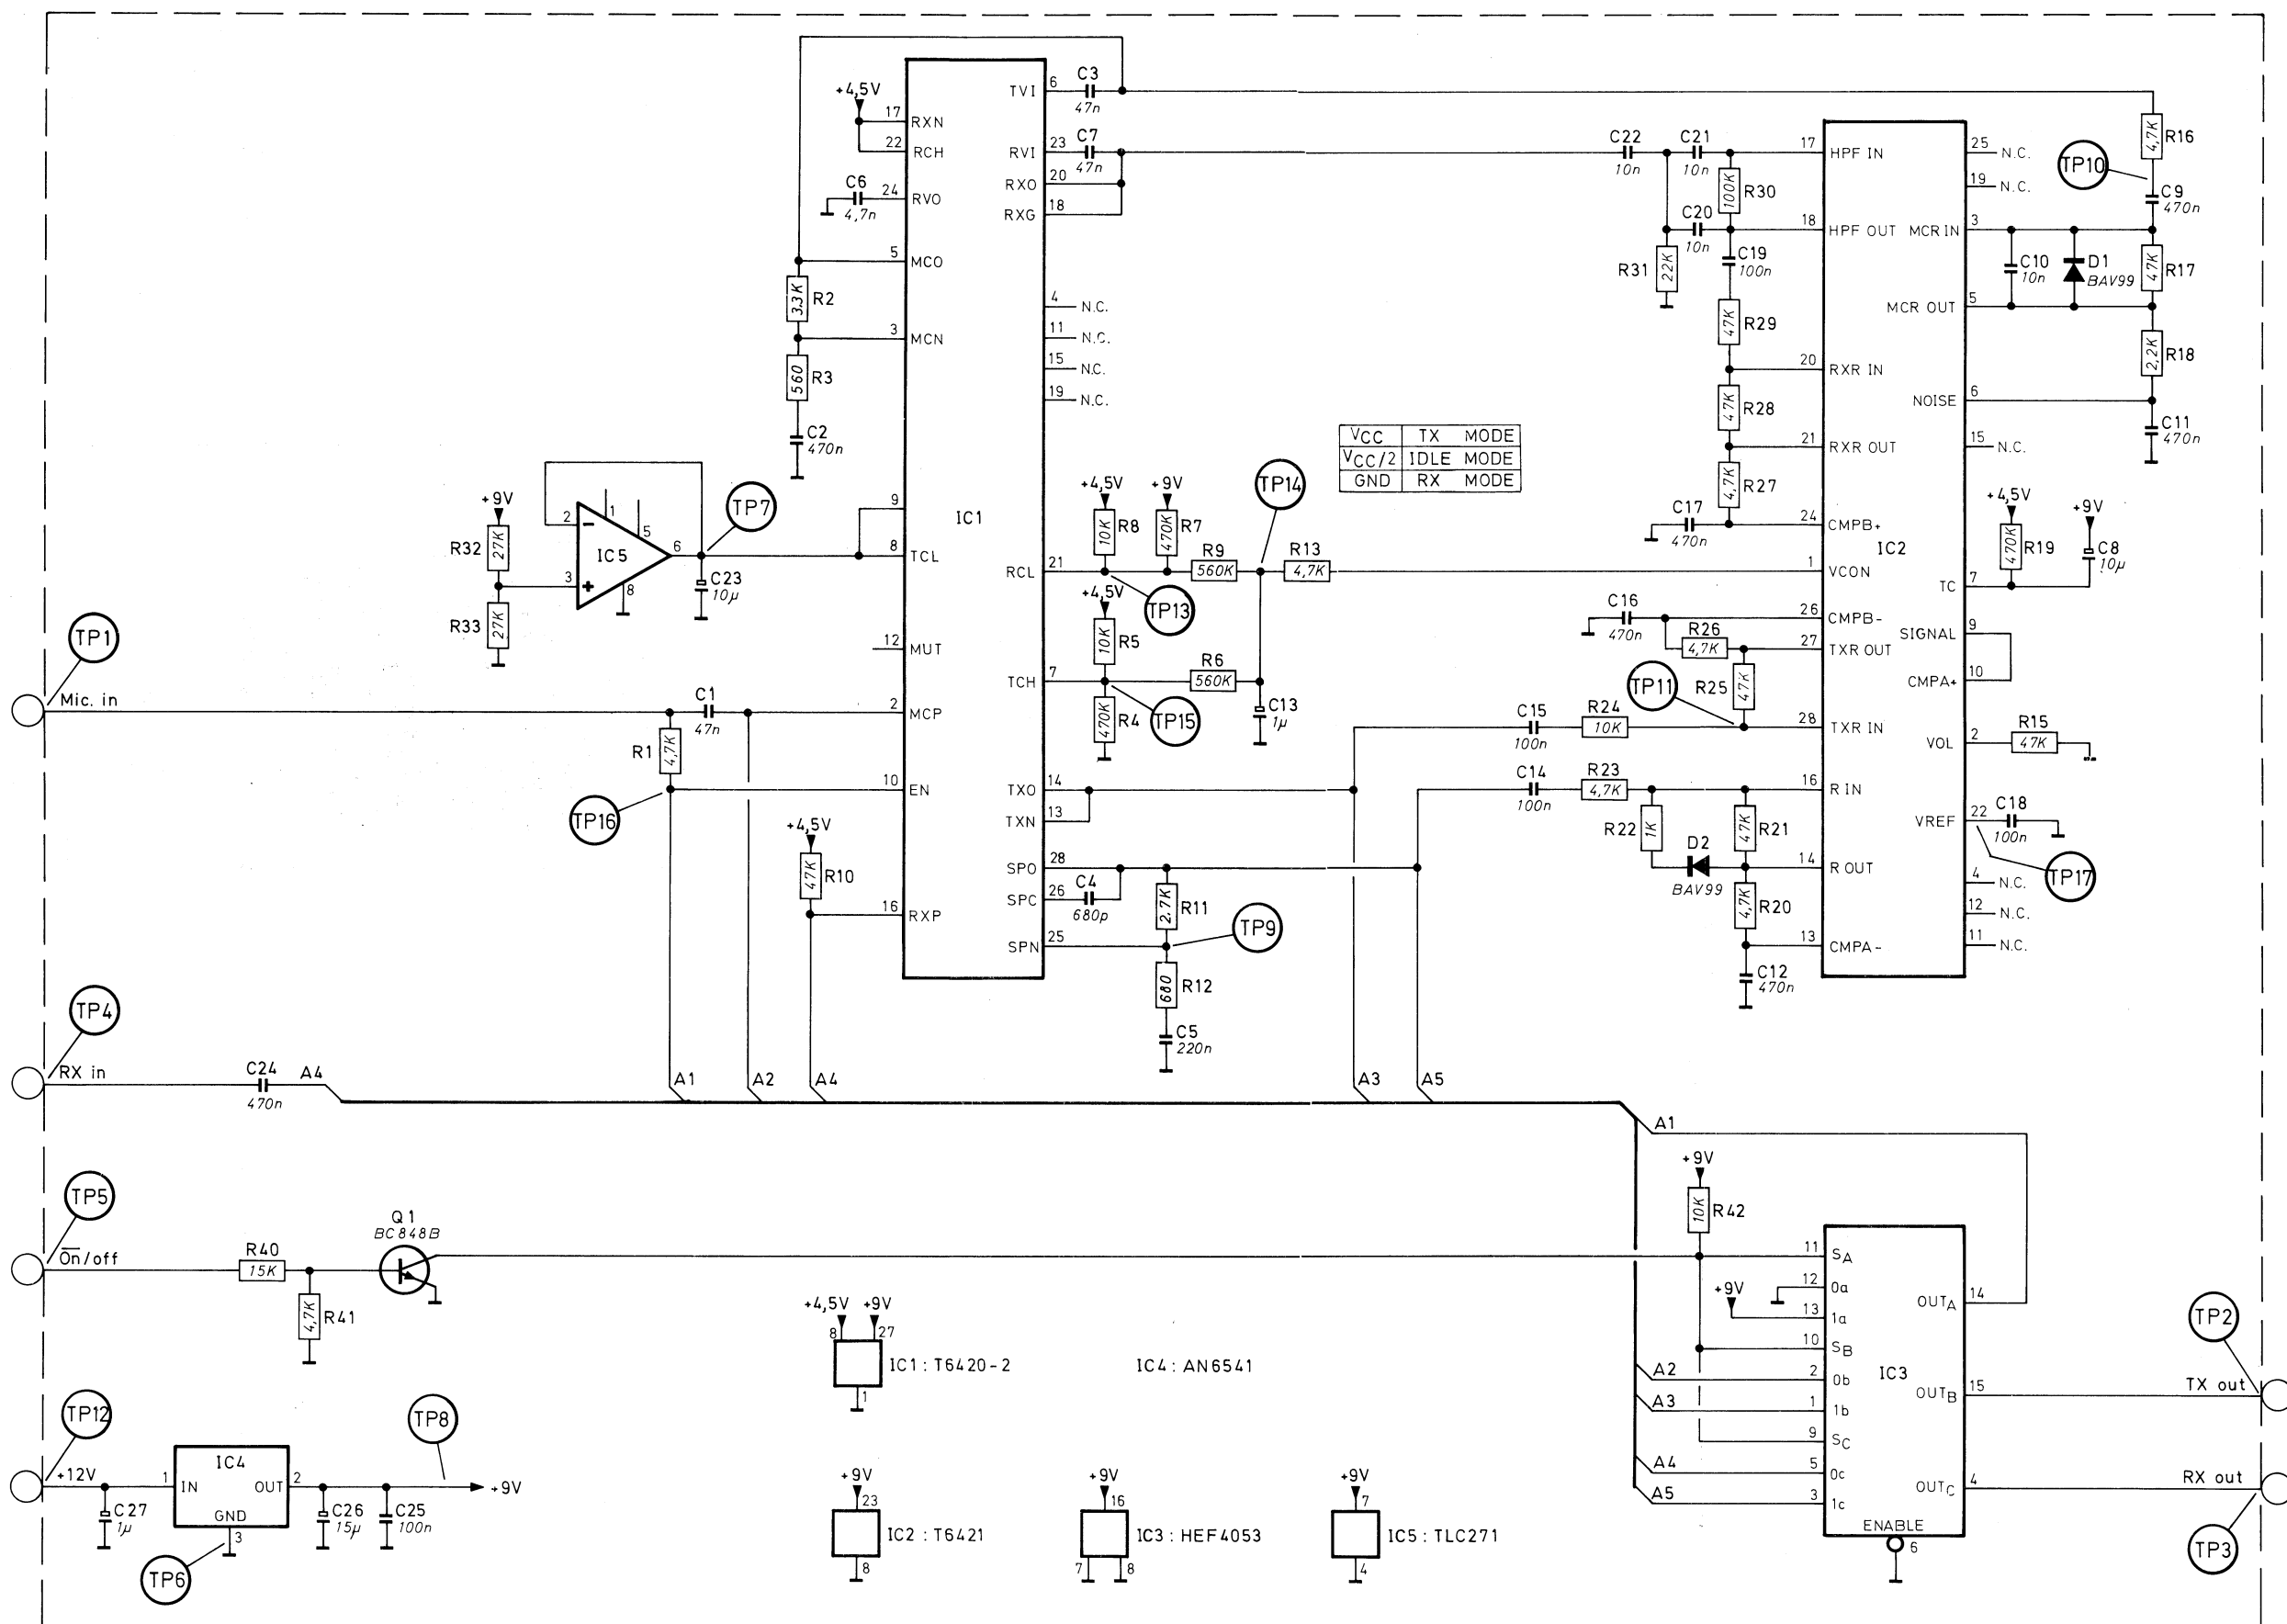 +4,5V
17 RXN
22 RCH
C6
4,7n
24 RVO
5 MCO
R2
3.3K
3 MCN
R3
560
C2
470n
9
8 TCL
12 MUT
2 MCP
10 EN
16 RXP
IC1
TVI 6
C3
47n
RVI 23
C7
47n
RXO 20
RXG 18
4 N.C.
11 N.C.
15 N.C.
19 N.C.
RCL 21
TCH 7
TXO 14
TXN 13
SPO 28
SPC 26
SPN 25
+9V
R32
27K
R33
27K
2
3
1
5
6
8
IC5
TP7
C23
10µ
TP1
Mic. in
C1
47n
R1
4,7K
TP16
+4,5V
R10
47K
+4,5V
R8
10K
+9V
R7
470K
R9
560K
TP13
TP14
R13
4,7K
+4,5V
R5
10K
R6
560K
R4
470K
TP15
C13
1µ
C4
680p
R11
2.7K
TP9
R12
680
C5
220n
VCC TX MODE
VCC/2 IDLE MODE
GND RX MODE
C22
10n
C21
10n
R30
100K
C20
10n
R31
22K
C19
100n
R29
47K
R28
47K
R27
4,7K
C17
470n
C16
470n
R26
4,7K
R25
47K
TP11
C15
100n
R24
10K
C14
100n
R23
4,7K
R22
1K
D2
BAV99
R21
47K
R20
4,7K
C12
470n
17 HPF IN
18 HPF OUT
20 RXR IN
21 RXR OUT
24 CMPB+
IC2
1 VCON
26 CMPB-
27 TXR OUT
28 TXR IN
16 R IN
14 R OUT
13 CMPA-
25 N.C.
19 N.C.
MCR IN 3
MCR OUT 5
NOISE 6
15 N.C.
TC 7
SIGNAL 9
CMPA+ 10
VOL 2
VREF 22
4 N.C.
12 N.C.
11 N.C.
R16
4,7K
TP10
C9
470n
C10
10n
D1
BAV99
R17
47K
R18
2,2K
C11
470n
+4,5V
R19
470K
+9V
C8
10µ
R15
47K
C18
100n
TP17
TP4
RX in
C24
470n
A4
A1
A2
A4
A3
A5
A1
TP5
On/off
R40
15K
R41
4,7K
Q1
BC848B
+9V
R42
10K
11 SA
12 0a
+9V
13 1a
10 SB
A2 2 0b
A3 1 1b
9 SC
A4 5 0c
A5 3 1c
IC3
OUTA 14
OUTB 15
OUTC 4
ENABLE
6
TP2
TX out
RX out
TP3
TP12
+12V
1 IN
IC4
OUT 2
GND
3
C27
1µ
TP6
C26
15µ
C25
100n
TP8
+9V
+4,5V +9V
8 27
IC1 : T6420-2
1
IC4 : AN6541
+9V
23
IC2 : T6421
8
+9V
16
IC3 : HEF4053
7 8
+9V
7
IC5 : TLC271
4